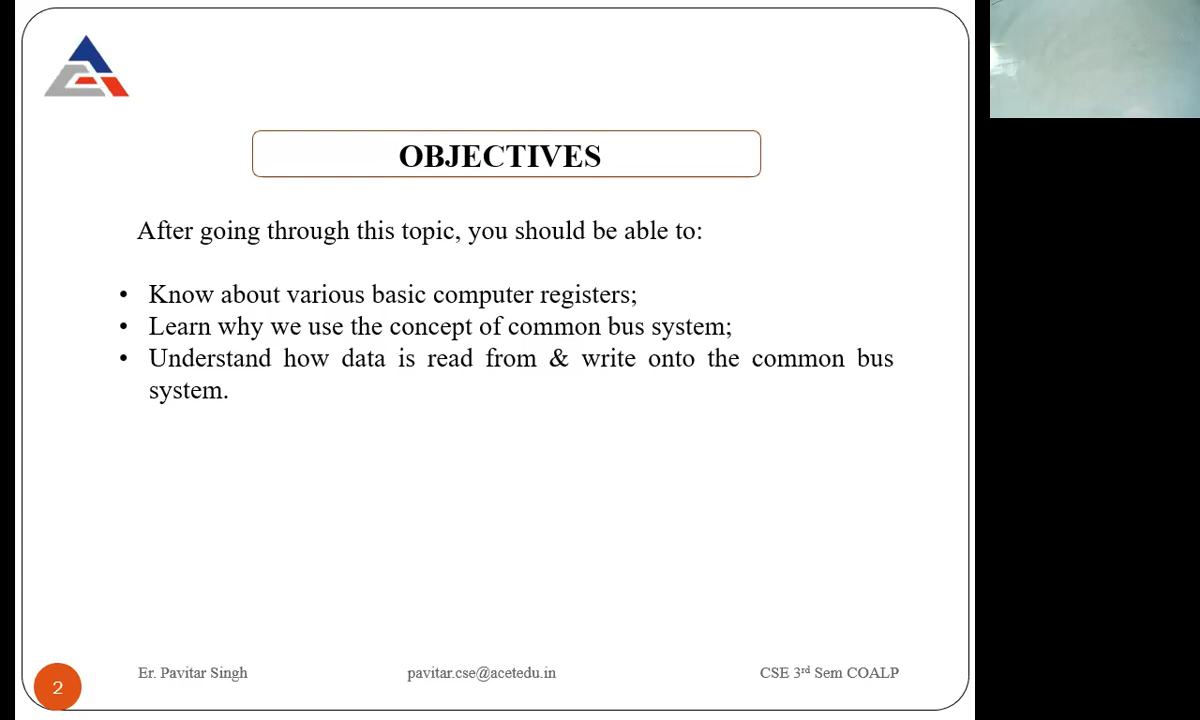 OBJECTIVES
After going through this topic, you should be able to:
• Know about various basic computer registers;
• Learn why we use the concept of common bus system;
• Understand how data is read from & write onto the common bus
system.
2
Er. Pavitar Singh
pavitar.cse@acetedu.in
CSE 3rd Sem COALP